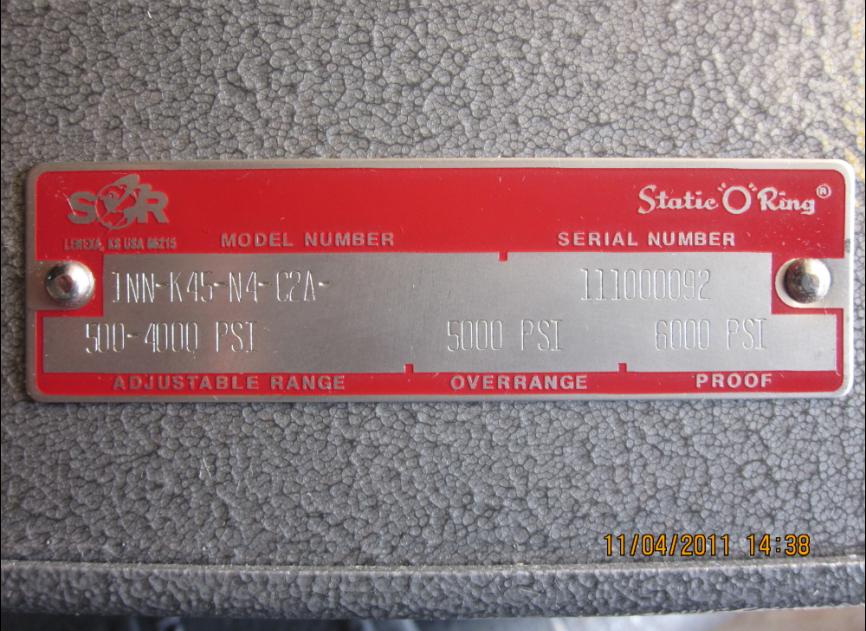 SOR
Static "O" Ring®
LENEXA, KS USA 66215
MODEL NUMBER
SERIAL NUMBER
1NN-K45-N4-C2A-
111000092
500-4000 PSI
5000 PSI
6000 PSI
ADJUSTABLE RANGE
OVERRANGE
PROOF
11/04/2011 14:38